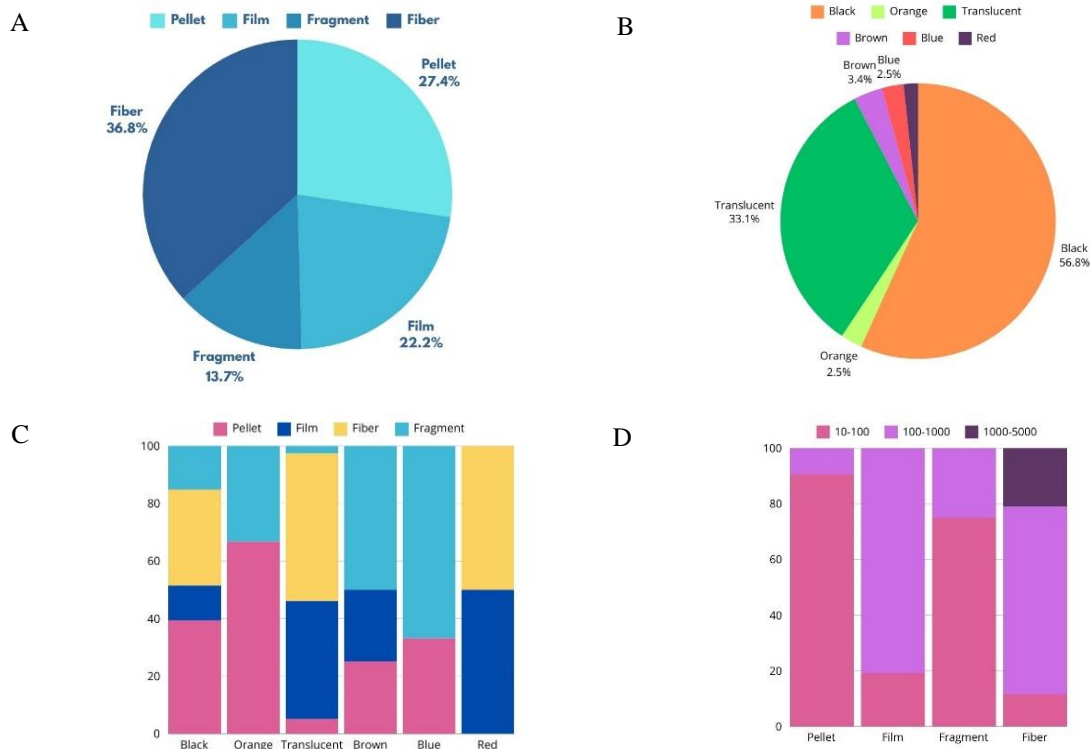 A
Pellet Film Fragment Fiber
Pellet
27.4%
Fiber
36.8%
Film
22.2%
Fragment
13.7%
B
Black Orange Translucent
Brown Blue Red
Blue
2.5%
Brown
3.4%
Translucent
33.1%
Black
56.8%
Orange
2.5%
C
Pellet Film Fiber Fragment
100
80
60
40
20
0
Black Orange Translucent Brown Blue Red
D
10-100 100-1000 1000-5000
100
80
60
40
20
0
Pellet Film Fragment Fiber